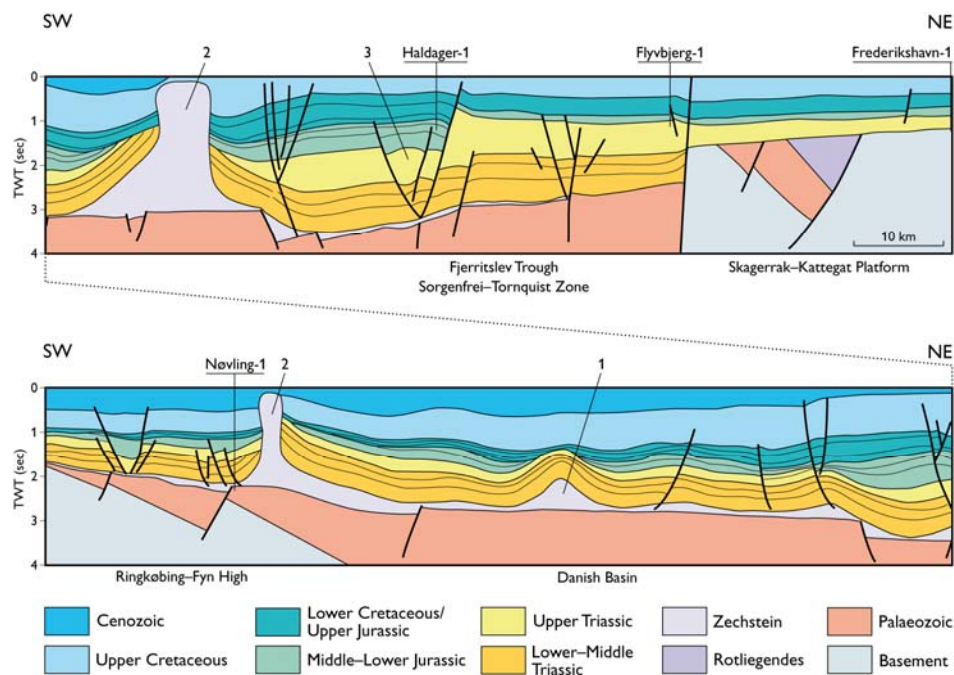 SW
NE
2
3
Haldager-1
Flyvbjerg-1
Frederikshavn-1
0
1
2
3
4
TWT (sec)
10 km
Fjerritslev Trough
Sorgenfrei–Tornquist Zone
Skagerrak–Kattegat Platform
SW
NE
Nøvling-1
2
1
0
1
2
3
4
TWT (sec)
Ringkøbing–Fyn High
Danish Basin
Cenozoic
Lower Cretaceous/
Upper Jurassic
Upper Triassic
Zechstein
Palaeozoic
Upper Cretaceous
Middle–Lower Jurassic
Lower–Middle
Triassic
Rotliegendes
Basement